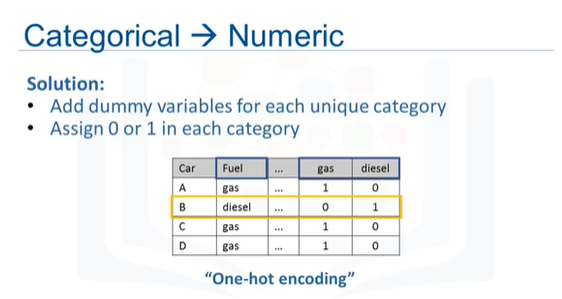 Categorical → Numeric
Solution:
• Add dummy variables for each unique category
• Assign 0 or 1 in each category
Car Fuel ... gas diesel
A gas ... 1 0
B diesel ... 0 1
C gas ... 1 0
D gas ... 1 0
“One-hot encoding”